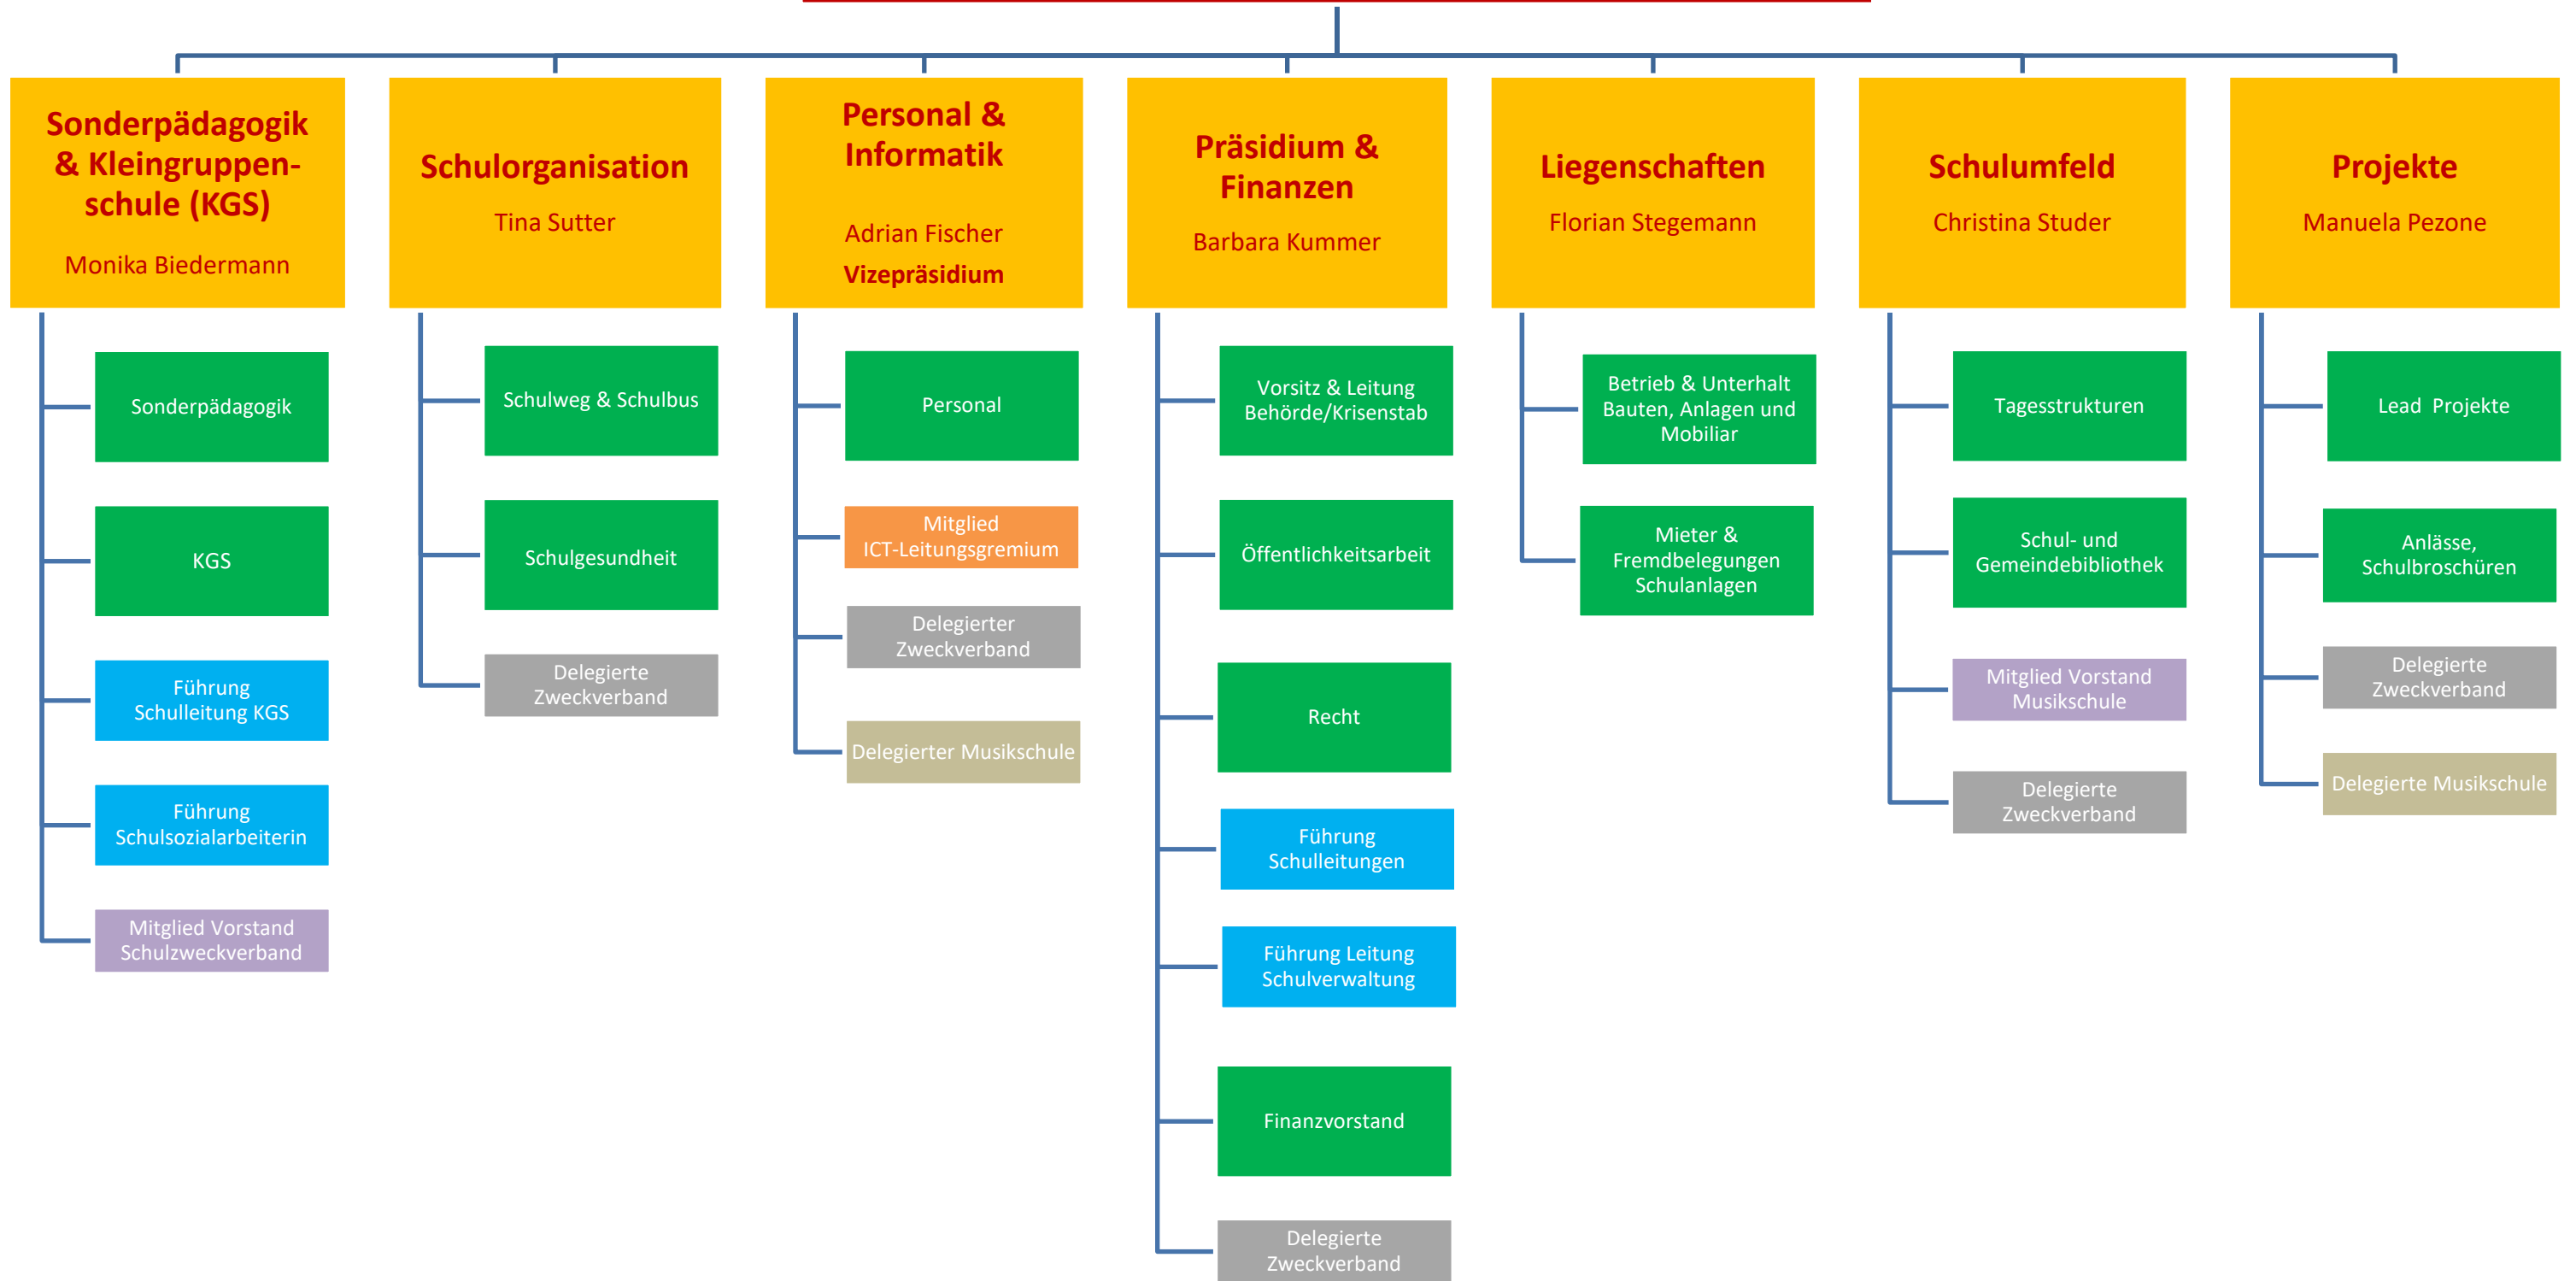 Sonderpädagogik
& Kleingruppen-
schule (KGS)
Monika Biedermann
Sonderpädagogik
KGS
Führung
Schulleitung KGS
Führung
Schulsozialarbeiterin
Mitglied Vorstand
Schulzweckverband
Schulorganisation
Tina Sutter
Schulweg & Schulbus
Schulgesundheit
Delegierte
Zweckverband
Personal &
Informatik
Adrian Fischer
Vizepräsidium
Personal
Mitglied
ICT-Leitungsgremium
Delegierter
Zweckverband
Delegierter Musikschule
Präsidium &
Finanzen
Barbara Kummer
Vorsitz & Leitung
Behörde/Krisenstab
Öffentlichkeitsarbeit
Recht
Führung
Schulleitungen
Führung Leitung
Schulverwaltung
Finanzvorstand
Delegierte
Zweckverband
Liegenschaften
Florian Stegemann
Betrieb & Unterhalt
Bauten, Anlagen und
Mobiliar
Mieter &
Fremdbelegungen
Schulanlagen
Schulumfeld
Christina Studer
Tagesstrukturen
Schul- und
Gemeindebibliothek
Mitglied Vorstand
Musikschule
Delegierte
Zweckverband
Projekte
Manuela Pezone
Lead Projekte
Anlässe,
Schulbroschüren
Delegierte
Zweckverband
Delegierte Musikschule